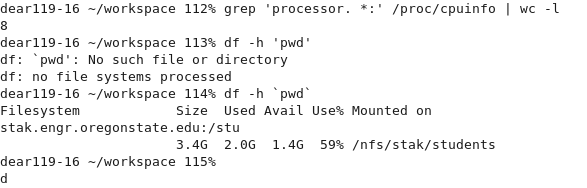 dear119-16 ~/workspace 112% grep 'processor. *:' /proc/cpuinfo | wc -l
8
dear119-16 ~/workspace 113% df -h 'pwd'
df: `pwd': No such file or directory
df: no file systems processed
dear119-16 ~/workspace 114% df -h `pwd`
Filesystem            Size  Used Avail Use% Mounted on
stak.engr.oregonstate.edu:/stu
                      3.4G  2.0G  1.4G  59% /nfs/stak/students
dear119-16 ~/workspace 115%
d